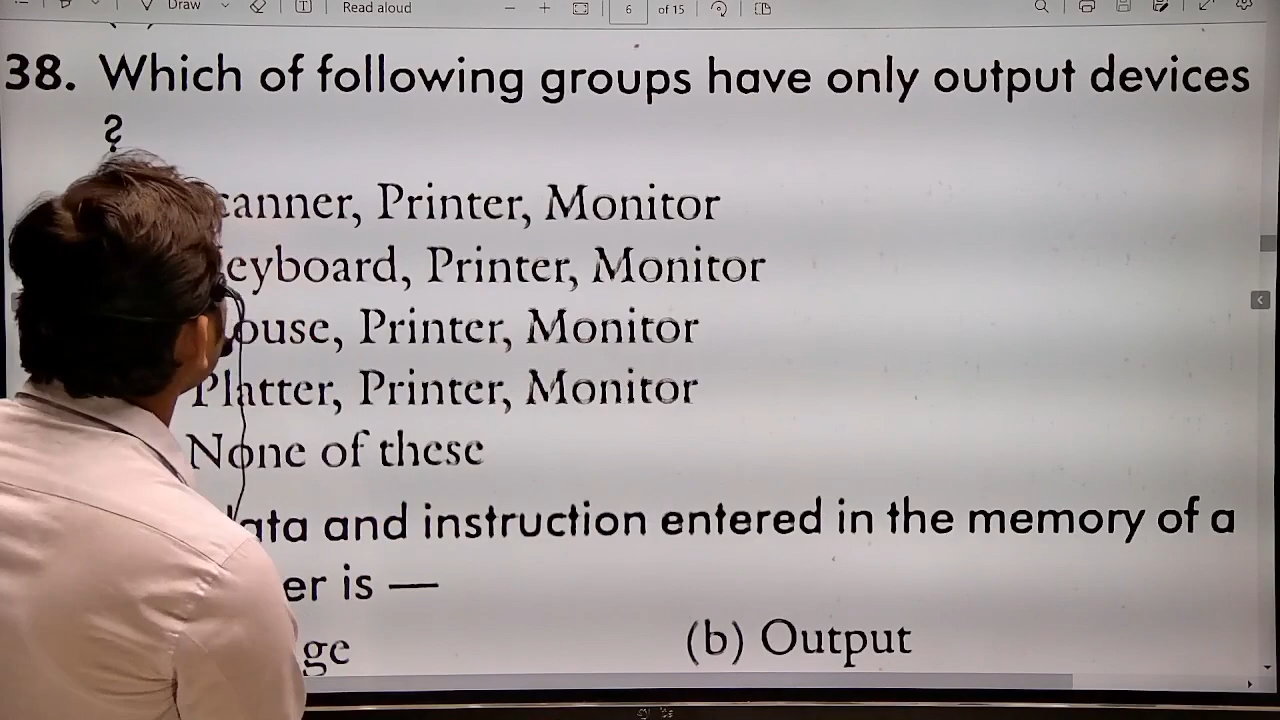 Draw Read aloud 6 of 15
38. Which of following groups have only output devices
?
canner, Printer, Monitor
eyboard, Printer, Monitor
ouse, Printer, Monitor
Platter, Printer, Monitor
None of these
ata and instruction entered in the memory of a
er is —
ge (b) Output